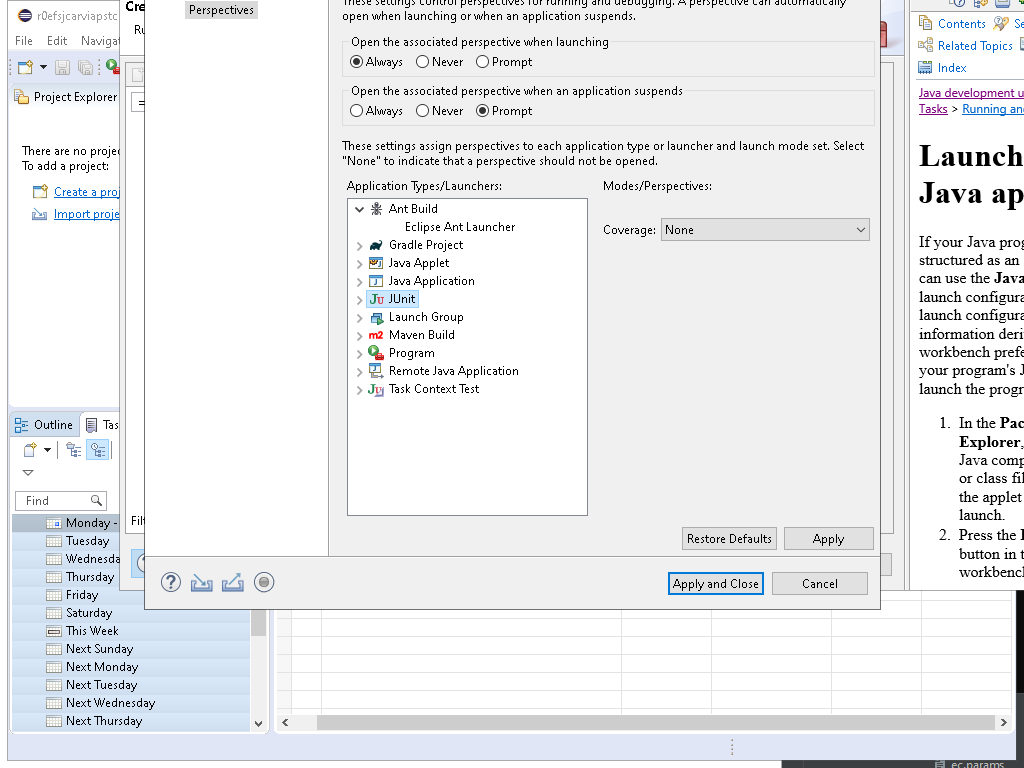 r0efsjcarviapstc
File Edit Navigat
Project Explorer
There are no proje
To add a project:
Create a proj
Import proje
Outline
Tas
Find
Monday -
Tuesday
Wednesda
Thursday
Friday
Saturday
This Week
Next Sunday
Next Monday
Next Tuesday
Next Wednesday
Next Thursday
Cre
Ru
Filt
Perspectives
These settings control perspectives for running and debugging. A perspective can automatically
open when launching or when an application suspends.
Open the associated perspective when launching
Always Never Prompt
Open the associated perspective when an application suspends
Always Never Prompt
These settings assign perspectives to each application type or launcher and launch mode set. Select
"None" to indicate that a perspective should not be opened.
Application Types/Launchers:
Modes/Perspectives:
Ant Build
Eclipse Ant Launcher
Gradle Project
Java Applet
Java Application
JUnit
Launch Group
Maven Build
Program
Remote Java Application
Task Context Test
Coverage: None
Restore Defaults
Apply
Apply and Close
Cancel
Contents
Se
Related Topics
Index
Java development u
Tasks > Running and
Launch
Java ap
If your Java prog
structured as an
can use the Java
launch configura
launch configura
information deri
workbench prefe
your program's J
launch the progr
1. In the Pac
Explorer,
Java comp
or class fil
the applet
launch.
2. Press the
button in t
workbench
ec.params